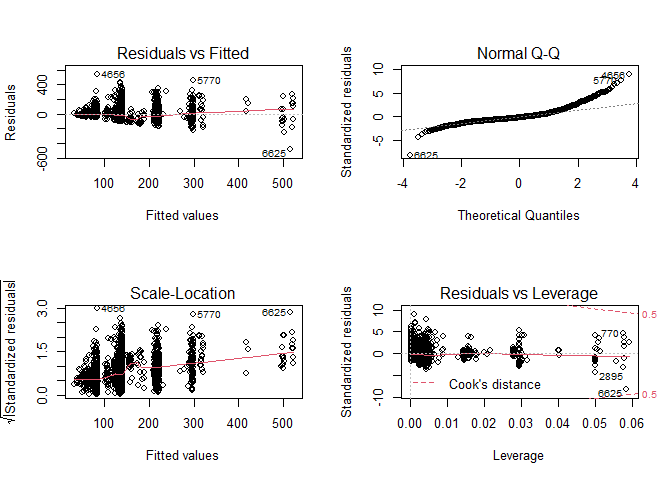 Residuals vs Fitted
Residuals
400
0
-600
4656
5770
6625
100 200 300 400 500
Fitted values
Normal Q-Q
Standardized residuals
10
5
0
-5
4656
5770
6625
-4 -2 0 2 4
Theoretical Quantiles
Scale-Location
√|Standardized residuals|
3.0
1.5
0.0
4656
5770
6625
100 200 300 400 500
Fitted values
Residuals vs Leverage
Standardized residuals
10
5
0
-10
770
2895
6625
0.5
0.5
Cook's distance
0.00 0.01 0.02 0.03 0.04 0.05 0.06
Leverage